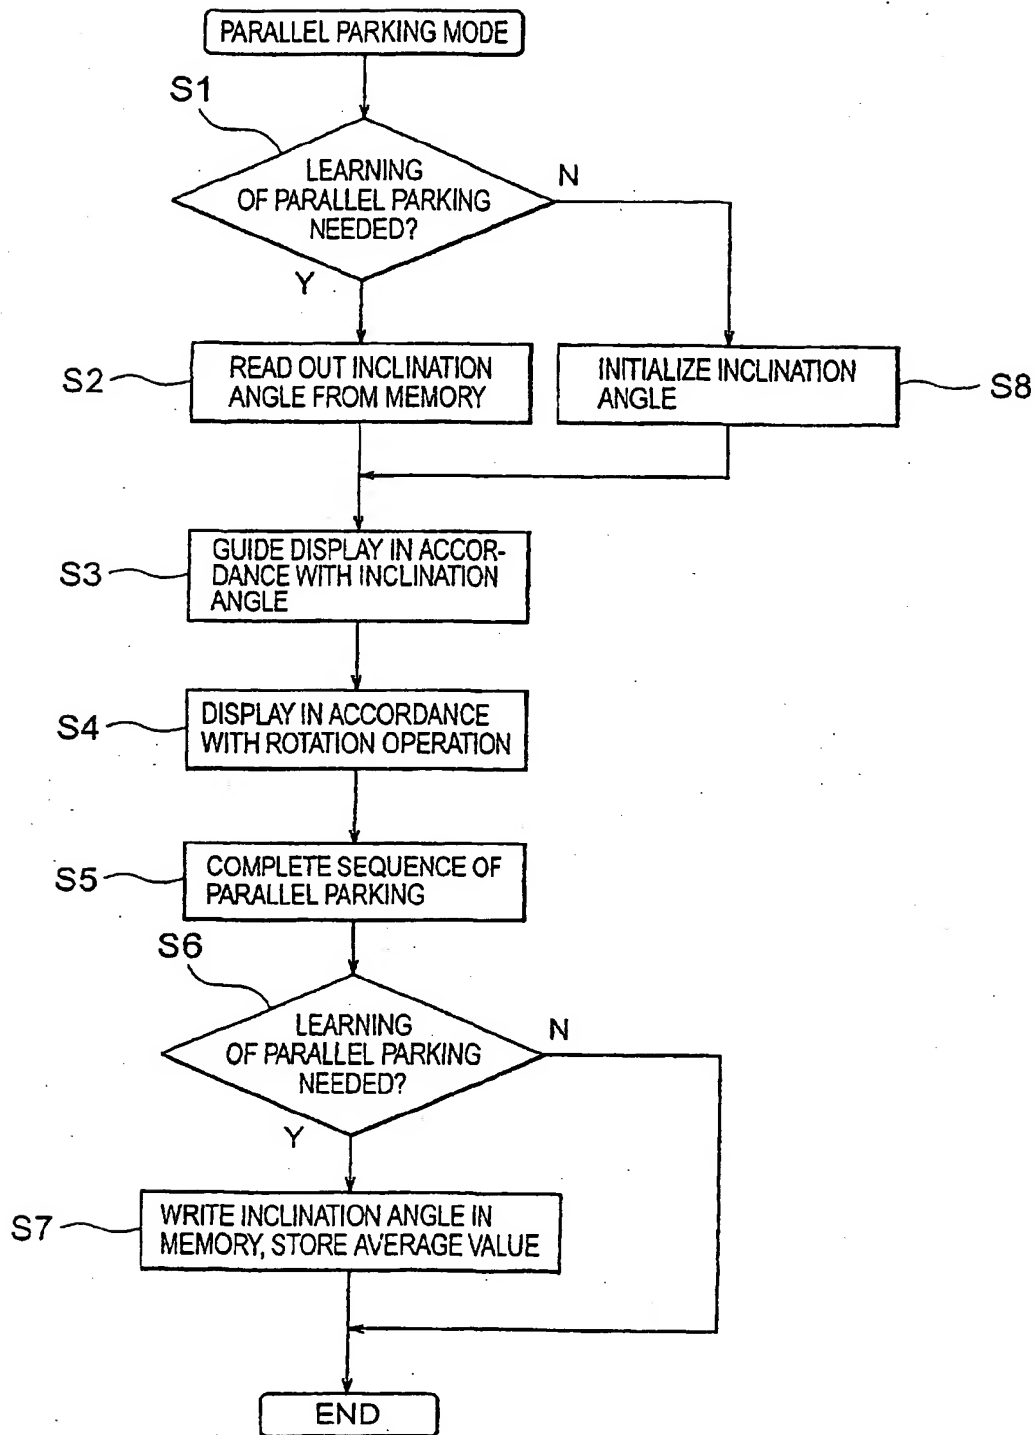 PARALLEL PARKING MODE
S1
LEARNING
OF PARALLEL PARKING
NEEDED?
N
Y
S2
READ OUT INCLINATION
ANGLE FROM MEMORY
INITIALIZE INCLINATION
ANGLE
S8
S3
GUIDE DISPLAY IN ACCOR-
DANCE WITH INCLINATION
ANGLE
S4
DISPLAY IN ACCORDANCE
WITH ROTATION OPERATION
S5
COMPLETE SEQUENCE OF
PARALLEL PARKING
S6
LEARNING
OF PARALLEL PARKING
NEEDED?
N
Y
S7
WRITE INCLINATION ANGLE IN
MEMORY, STORE AVERAGE VALUE
END